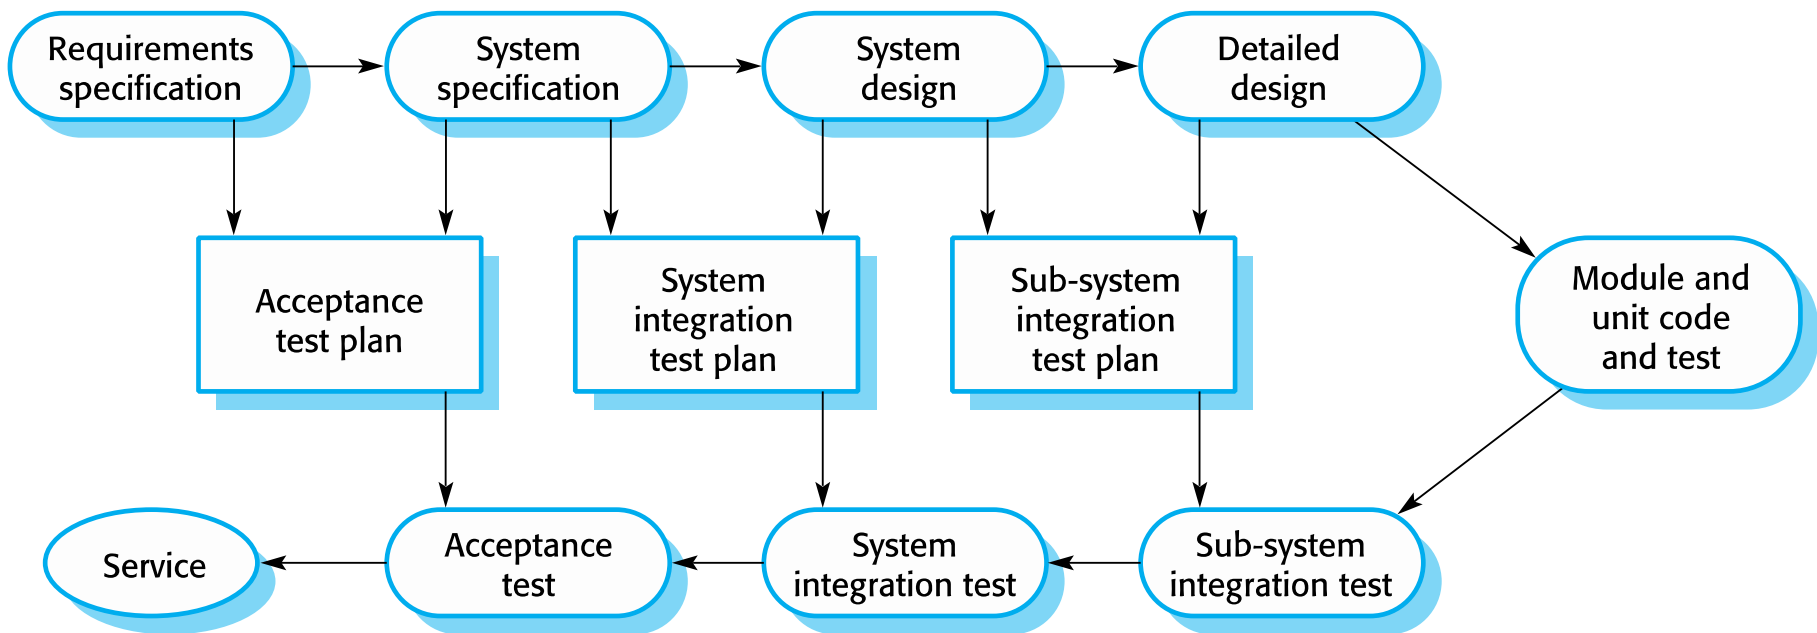 Requirements
specification
System
specification
System
design
Detailed
design
Acceptance
test plan
System
integration
test plan
Sub-system
integration
test plan
Module and
unit code
and test
Service
Acceptance
test
System
integration test
Sub-system
integration test